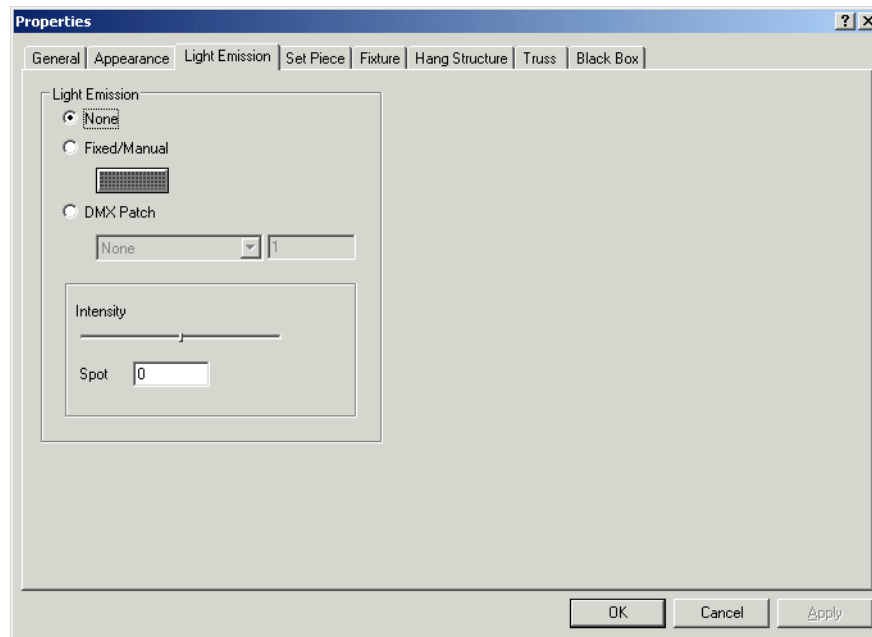 Properties
General Appearance Light Emission Set Piece Fixture Hang Structure Truss Black Box
Light Emission
None
Fixed/Manual
DMX Patch
None 1
Intensity
Spot 0
OK Cancel Apply